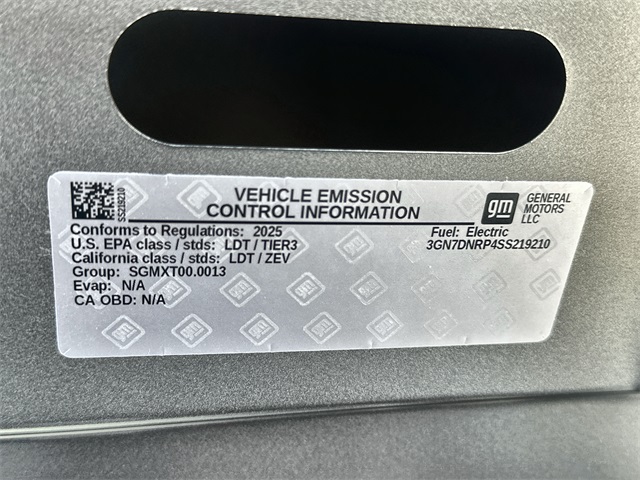 SS219210
VEHICLE EMISSION
CONTROL INFORMATION
gm
GENERAL
MOTORS
LLC
Conforms to Regulations: 2025
Fuel: Electric
U.S. EPA class / stds: LDT / TIER3
3GN7DNRP4SS219210
California class / stds: LDT / ZEV
Group: SGMXT00.0013
Evap: N/A
CA OBD: N/A